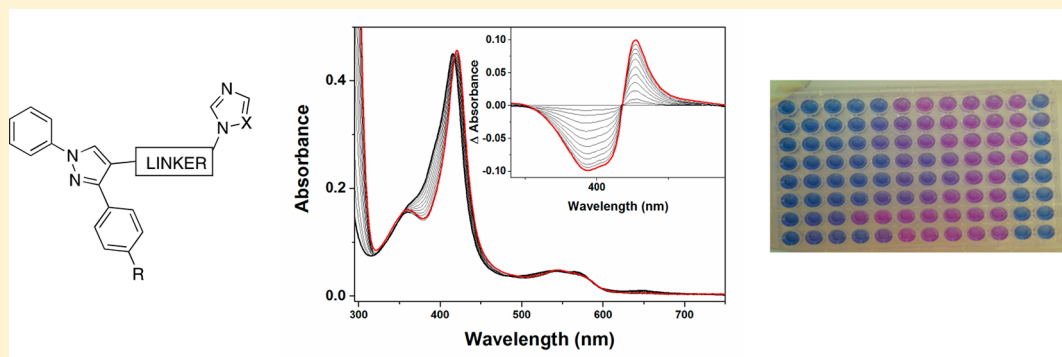 N
N
N
N
X
LINKER
R
Absorbance
0.4
0.2
0.0
300
400
500
600
700
Wavelength (nm)
Δ Absorbance
0.10
0.05
0.00
-0.05
-0.10
400
Wavelength (nm)